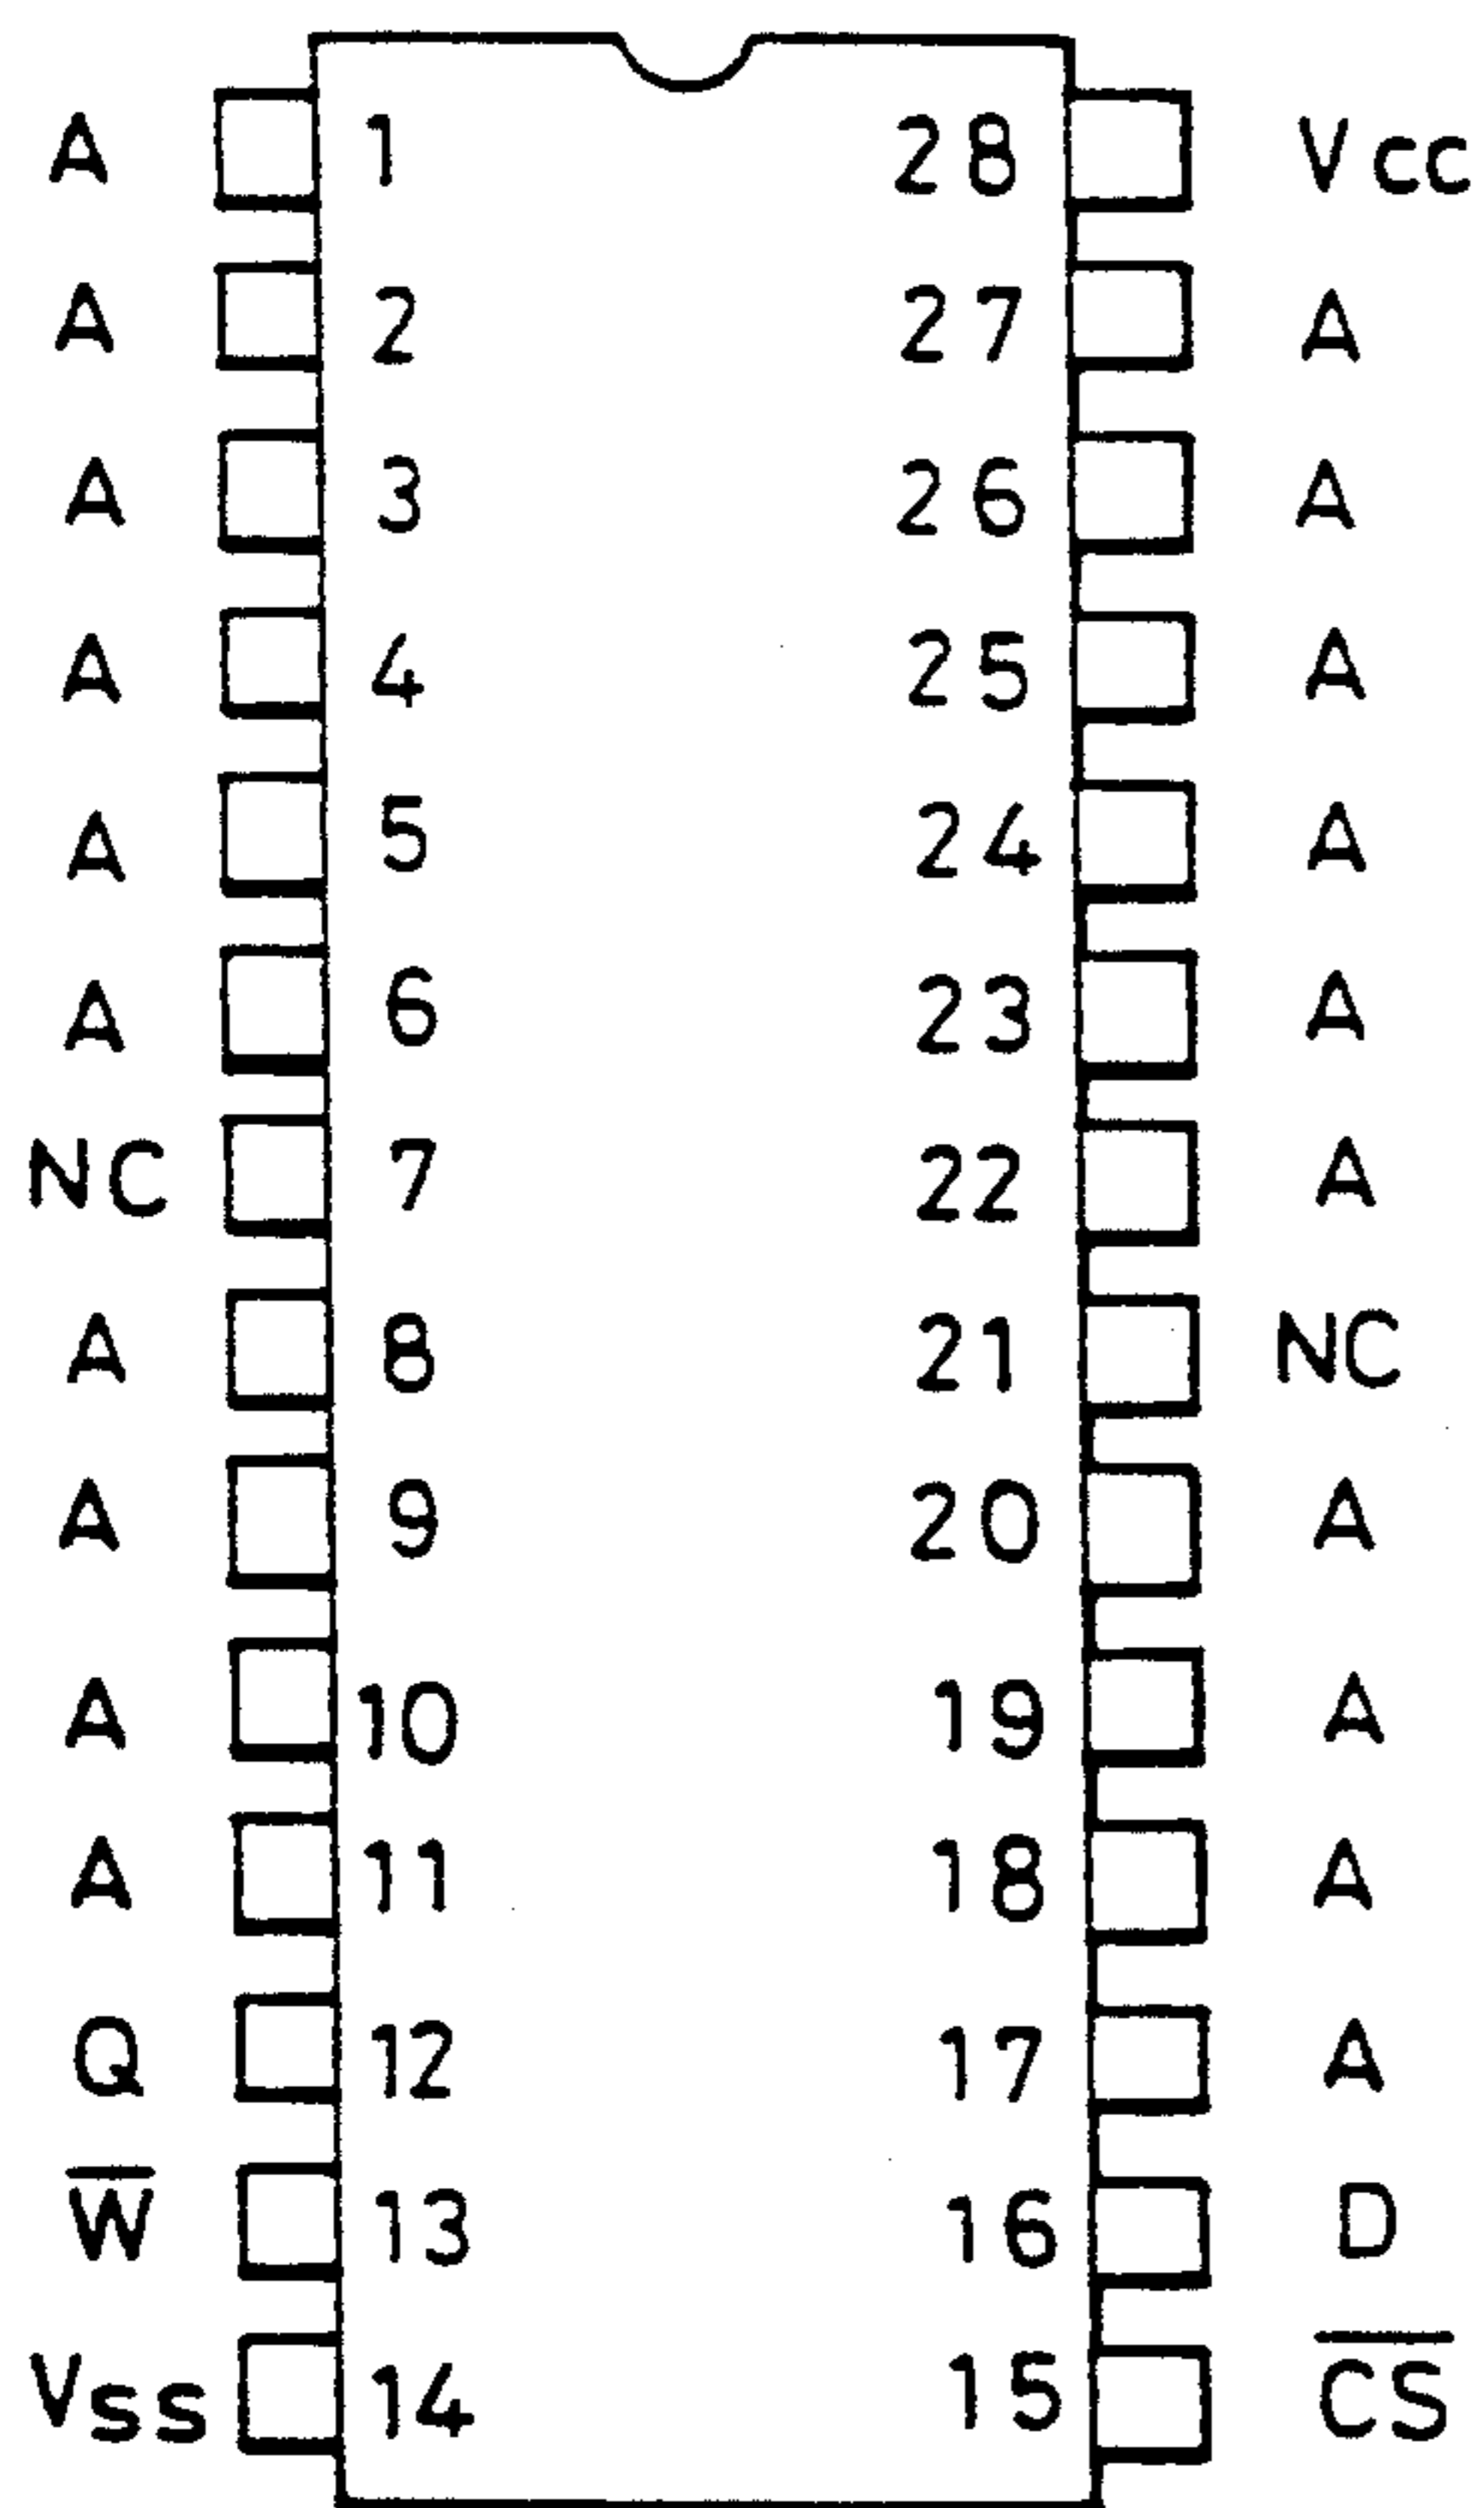 A 1 28 Vcc
A 2 27 A
A 3 26 A
A 4 25 A
A 5 24 A
A 6 23 A
NC 7 22 A
A 8 21 NC
A 9 20 A
A 10 19 A
A 11 18 A
Q 12 17 A
W̅ 13 16 D
Vss 14 15 C̅S̅